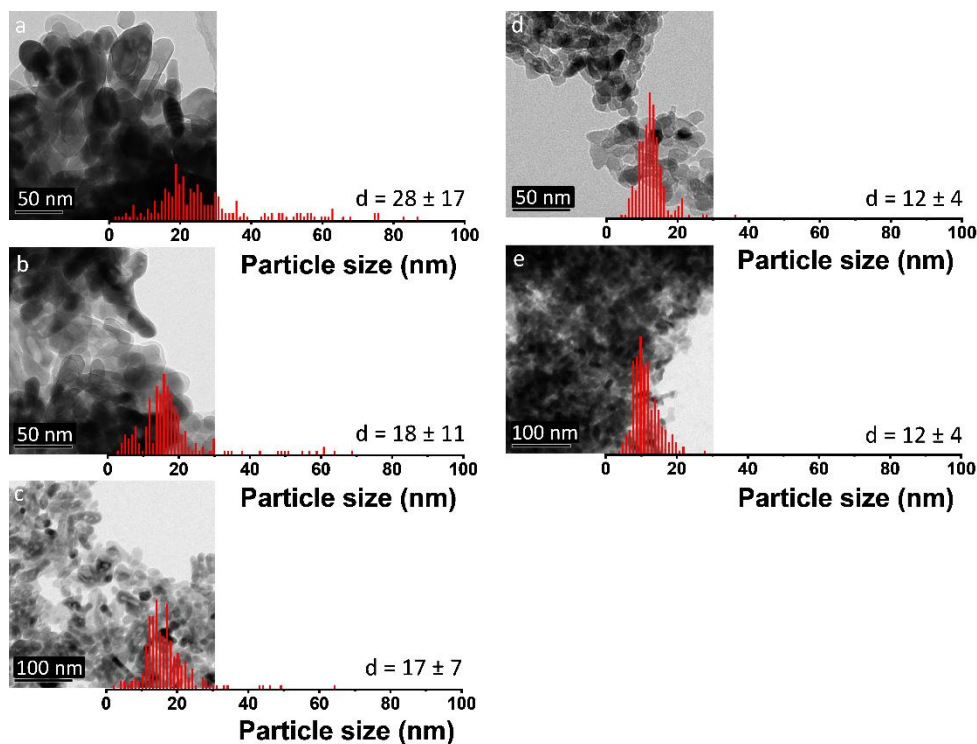 a
50 nm
d = 28 ± 17
0 20 40 60 80 100
Particle size (nm)
b
50 nm
d = 18 ± 11
0 20 40 60 80 100
Particle size (nm)
c
100 nm
d = 17 ± 7
0 20 40 60 80 100
Particle size (nm)
d
50 nm
d = 12 ± 4
0 20 40 60 80 100
Particle size (nm)
e
100 nm
d = 12 ± 4
0 20 40 60 80 100
Particle size (nm)